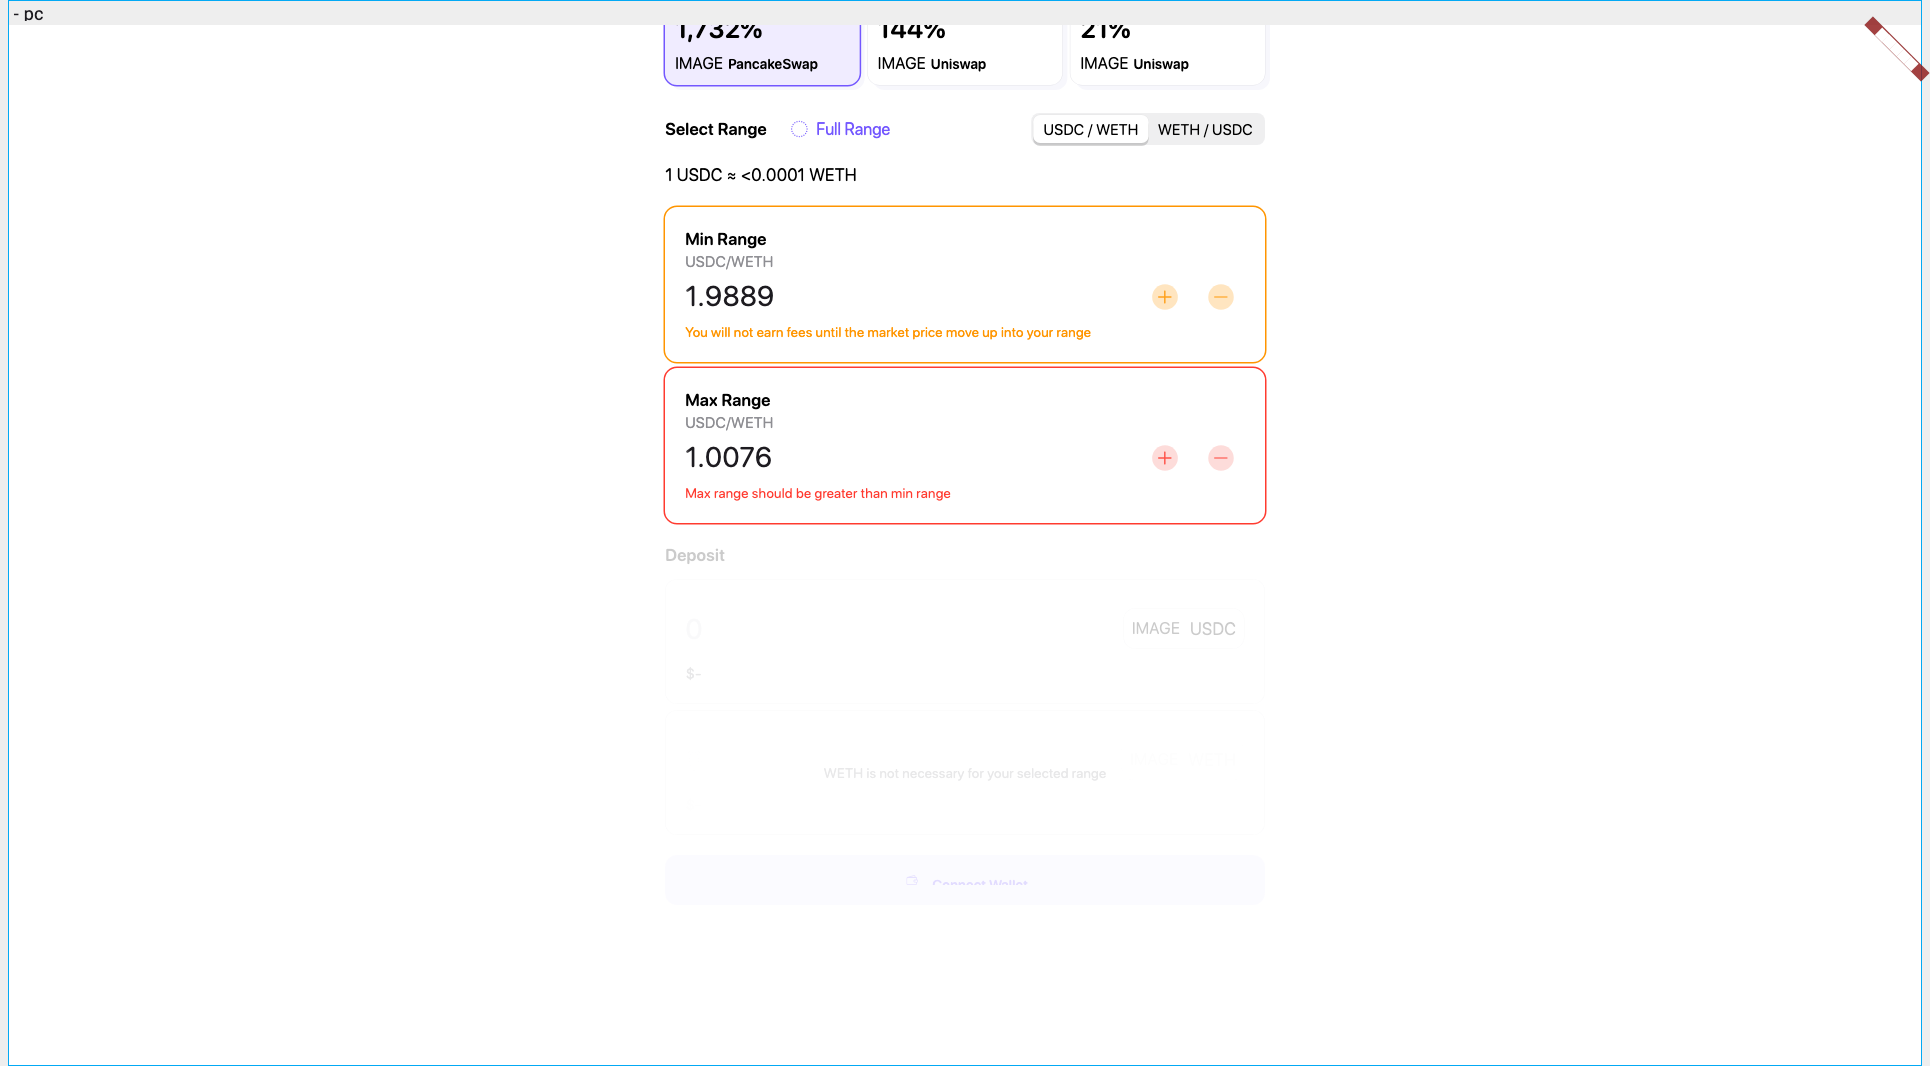 - pc
1,732% 144% 21%
IMAGE PancakeSwap IMAGE Uniswap IMAGE Uniswap
Select Range Full Range USDC / WETH WETH / USDC
1 USDC ≈ <0.0001 WETH
Min Range
USDC/WETH
1.9889
You will not earn fees until the market price move up into your range
Max Range
USDC/WETH
1.0076
Max range should be greater than min range
Deposit
0 IMAGE USDC
$-
WETH is not necessary for your selected range
Connect Wallet